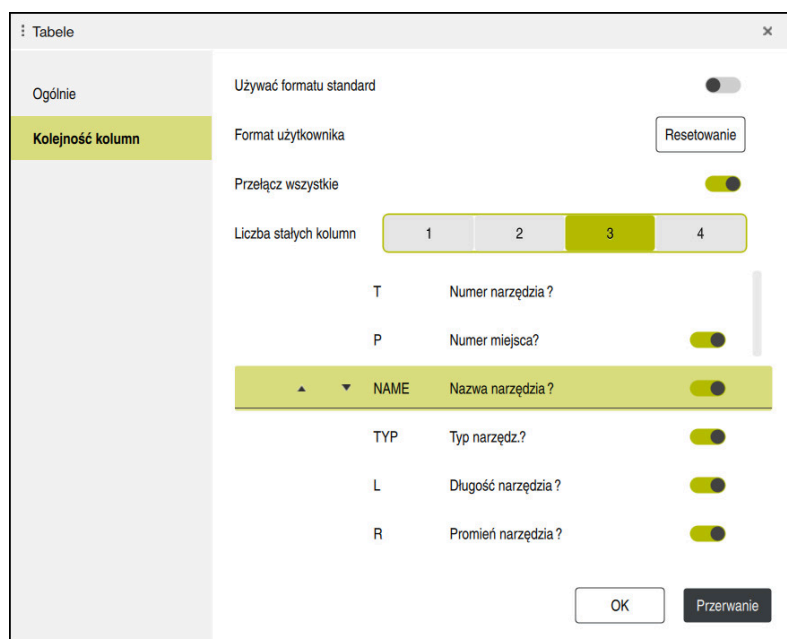 Tabele
Ogólnie
Kolejność kolumn
Używać formatu standard
Format użytkownika Resetowanie
Przełącz wszystkie
Liczba stałych kolumn 1 2 3 4
T Numer narzędzia?
P Numer miejsca?
NAME Nazwa narzędzia?
TYP Typ narzędz.?
L Długość narzędzia?
R Promień narzędzia?
OK Przerwanie